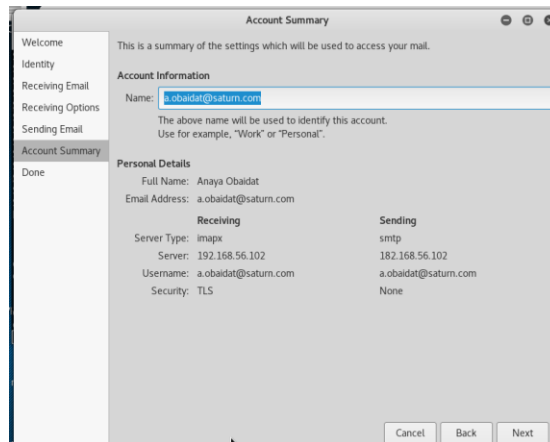 Account Summary
Welcome
Identity
Receiving Email
Receiving Options
Sending Email
Account Summary
Done
This is a summary of the settings which will be used to access your mail.
Account Information
Name: a.obaidat@saturn.com
The above name will be used to identify this account.
Use for example, "Work" or "Personal".
Personal Details
Full Name: Anaya Obaidat
Email Address: a.obaidat@saturn.com
Receiving Sending
Server Type: imapx smtp
Server: 192.168.56.102 182.168.56.102
Username: a.obaidat@saturn.com a.obaidat@saturn.com
Security: TLS None
Cancel Back Next